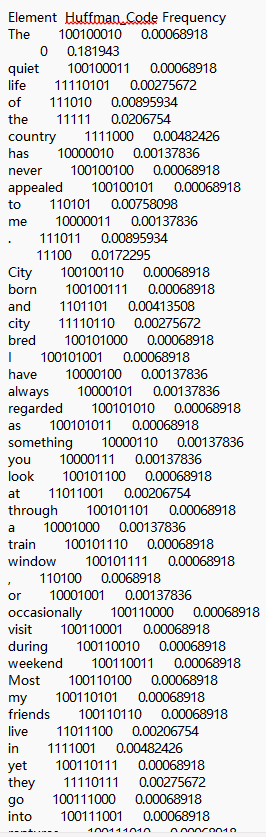 Element Huffman_Code Frequency
The 100100010 0.00068918
0 0.181943
quiet 100100011 0.00068918
life 11110101 0.00275672
of 111010 0.00895934
the 11111 0.0206754
country 1111000 0.00482426
has 10000010 0.00137836
never 100100100 0.00068918
appealed 100100101 0.00068918
to 110101 0.00758098
me 10000011 0.00137836
. 111011 0.00895934
11100 0.0172295
City 100100110 0.00068918
born 100100111 0.00068918
and 1101101 0.00413508
city 11110110 0.00275672
bred 100101000 0.00068918
I 100101001 0.00068918
have 10000100 0.00137836
always 10000101 0.00137836
regarded 100101010 0.00068918
as 100101011 0.00068918
something 10000110 0.00137836
you 10000111 0.00137836
look 100101100 0.00068918
at 11011001 0.00206754
through 100101101 0.00068918
a 10001000 0.00137836
train 100101110 0.00068918
window 100101111 0.00068918
, 110100 0.0068918
or 10001001 0.00137836
occasionally 100110000 0.00068918
visit 100110001 0.00068918
during 100110010 0.00068918
weekend 100110011 0.00068918
Most 100110100 0.00068918
my 100110101 0.00068918
friends 100110110 0.00068918
live 11011100 0.00206754
in 1111001 0.00482426
yet 100110111 0.00068918
they 11110111 0.00275672
go 100111000 0.00068918
into 100111001 0.00068918
raptures 100111010 0.00068918